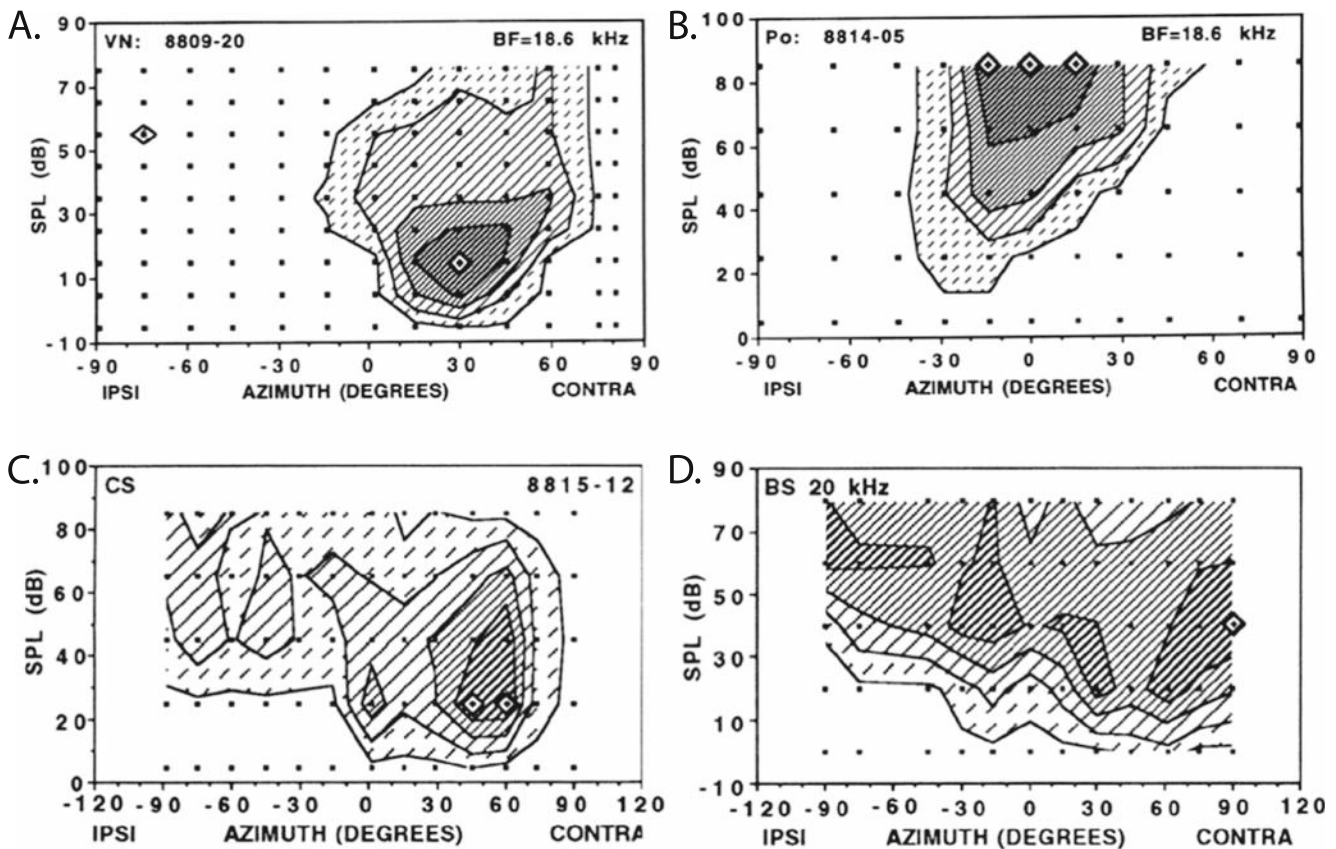 A.
VN: 8809-20 BF=18.6 kHz
90
70
50
30
10
-10
SPL (dB)
-90 -60 -30 0 30 60 90
IPSI AZIMUTH (DEGREES) CONTRA
B.
Po: 8814-05 BF=18.6 kHz
100
80
60
40
20
0
SPL (dB)
-90 -60 -30 0 30 60 90
IPSI AZIMUTH (DEGREES) CONTRA
C.
CS 8815-12
100
80
60
40
20
0
SPL (dB)
-120 -90 -60 -30 0 30 60 90 120
IPSI AZIMUTH (DEGREES) CONTRA
D.
BS 20 kHz
90
70
50
30
10
-10
SPL (dB)
-120 -90 -60 -30 0 30 60 90 120
IPSI AZIMUTH (DEGREES) CONTRA